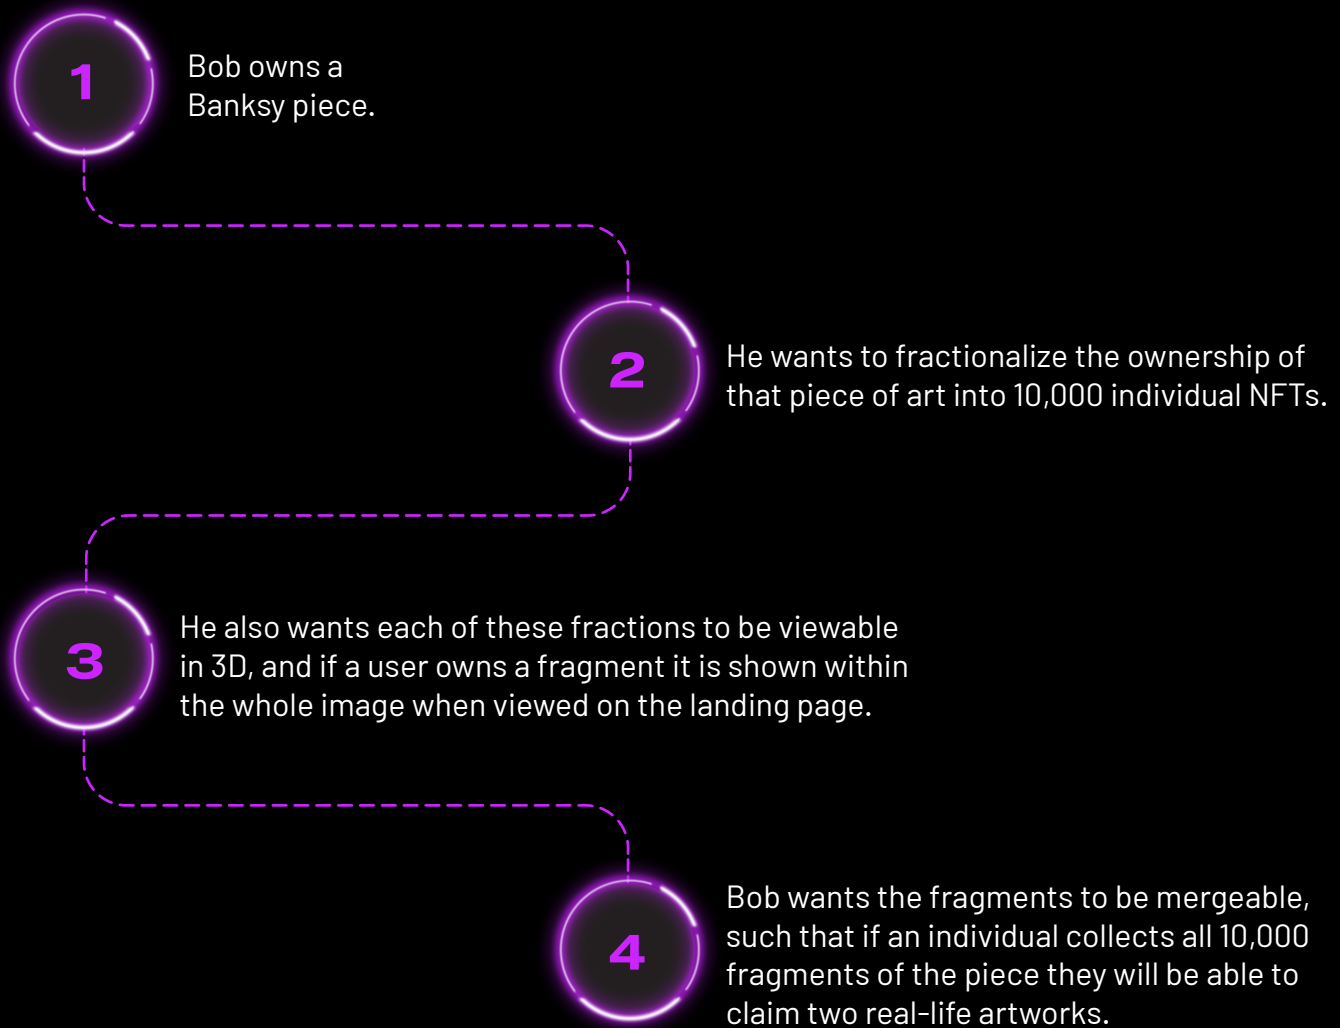 1
Bob owns a
Banksy piece.
2
He wants to fractionalize the ownership of
that piece of art into 10,000 individual NFTs.
3
He also wants each of these fractions to be viewable
in 3D, and if a user owns a fragment it is shown within
the whole image when viewed on the landing page.
4
Bob wants the fragments to be mergeable,
such that if an individual collects all 10,000
fragments of the piece they will be able to
claim two real-life artworks.